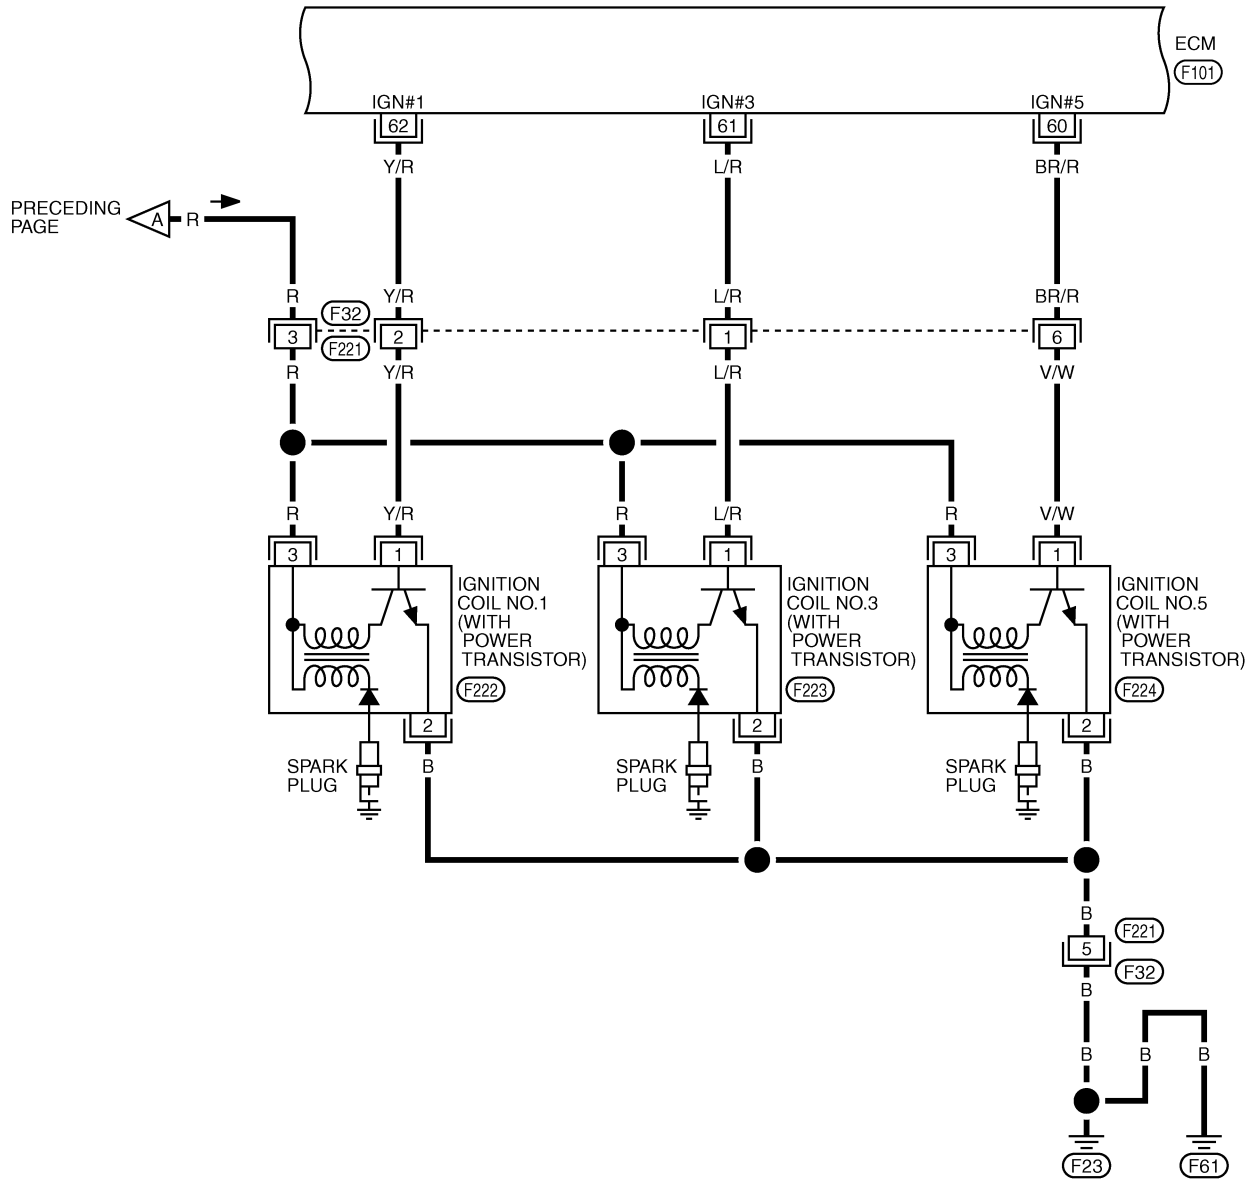 ECM
F101
IGN#1
IGN#3
IGN#5
62
61
60
Y/R
L/R
BR/R
PRECEDING
PAGE
A
R
R
Y/R
L/R
BR/R
F32
3
2
1
6
F221
R
Y/R
L/R
V/W
R
Y/R
R
L/R
R
V/W
3
1
3
1
3
1
IGNITION
COIL NO.1
(WITH
POWER
TRANSISTOR)
F222
IGNITION
COIL NO.3
(WITH
POWER
TRANSISTOR)
F223
IGNITION
COIL NO.5
(WITH
POWER
TRANSISTOR)
F224
2
2
2
SPARK
PLUG
B
SPARK
PLUG
B
SPARK
PLUG
B
B
F221
5
F32
B
B
B
B
F23
F61